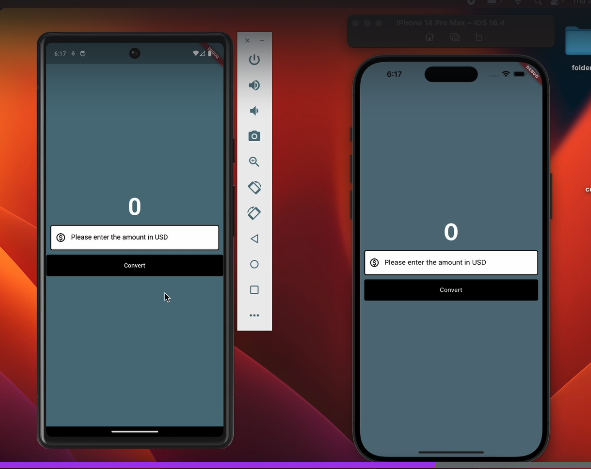 iPhone 14 Pro Max – iOS 16.4
6:17
6:17
DEBUG
folder
0
Please enter the amount in USD
Convert
0
Please enter the amount in USD
Convert